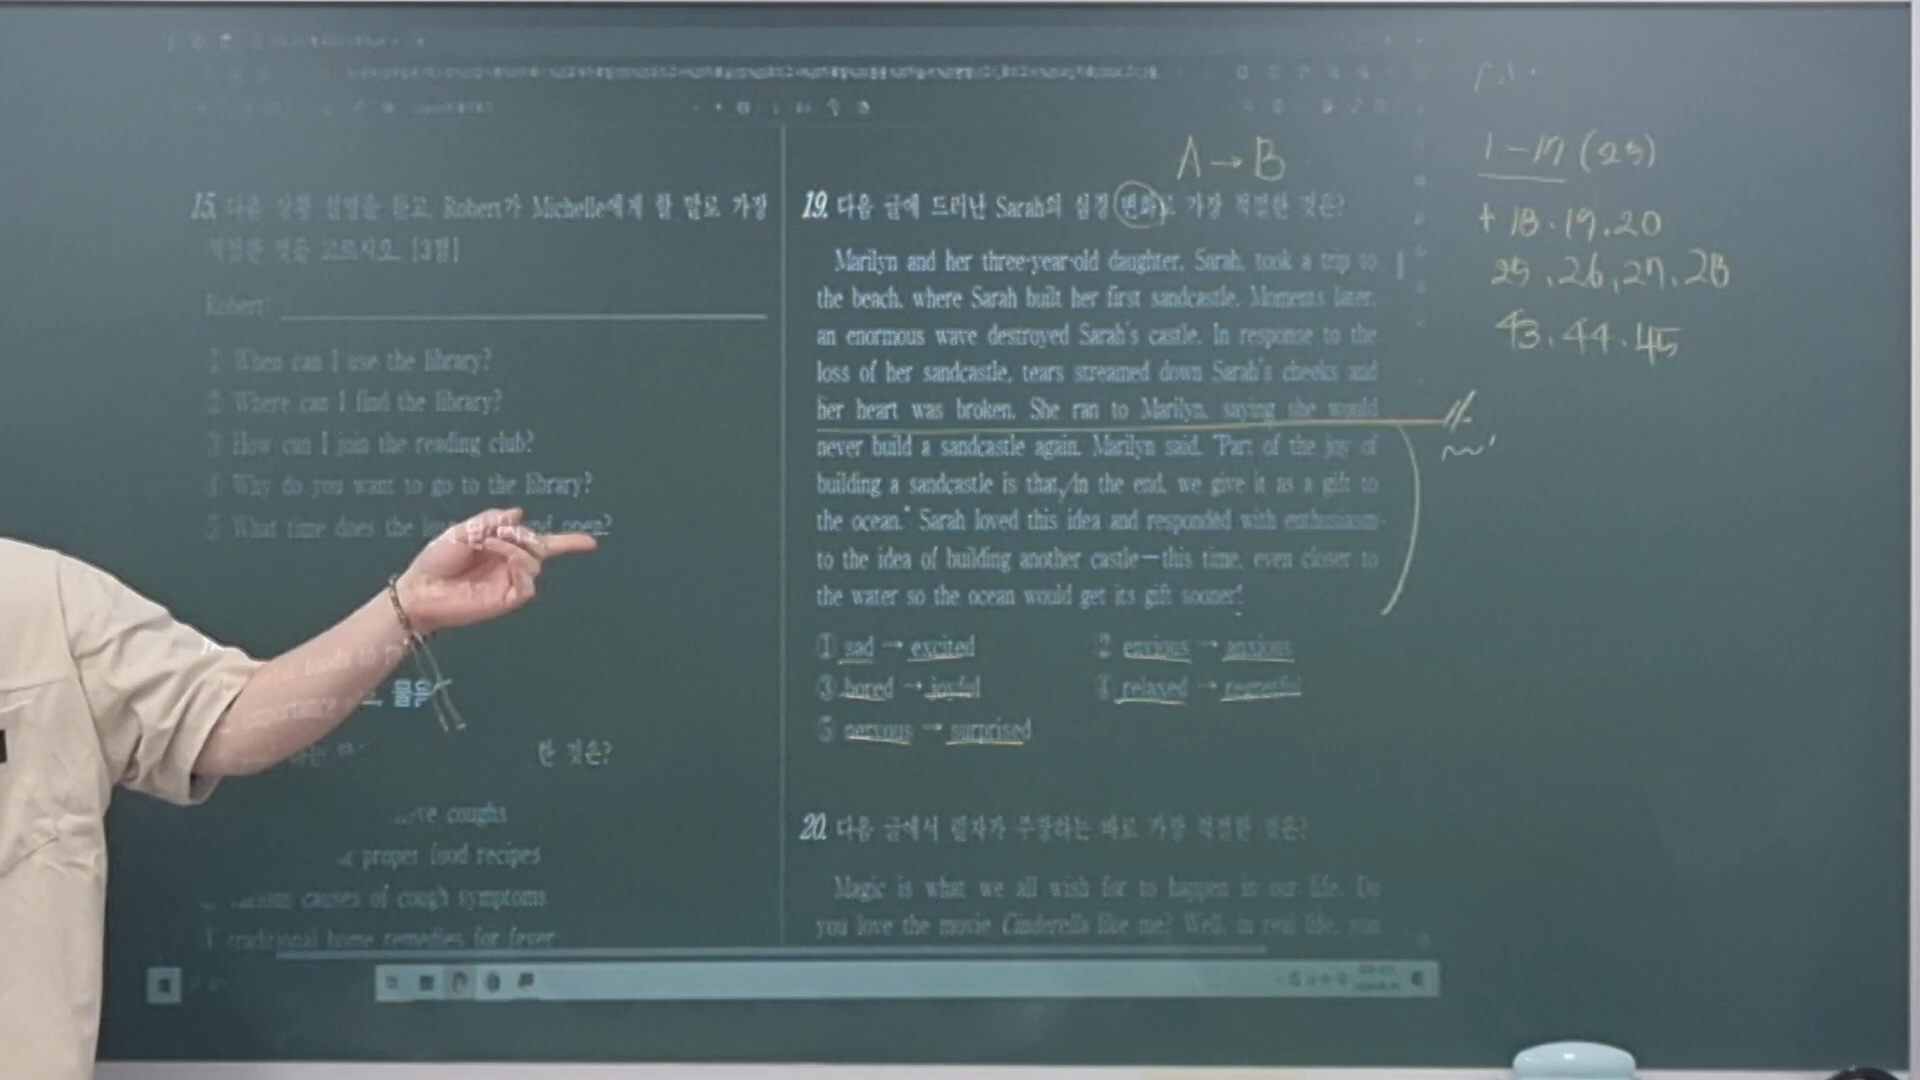 15. 다음 상황 설명을 듣고, Robert가 Michelle에게 할 말로 가장
적절한 것을 고르시오. [3점]
Robert:
① When can I use the library?
② Where can I find the library?
③ How can I join the reading club?
④ Why do you want to go to the library?
⑤ What time does the lost and found open?
한 것은?
coughs
proper food recipes
causes of cough symptoms
traditional home remedies for fever
A → B
19. 다음 글에 드러난 Sarah의 심경 변화로 가장 적절한 것은?
Marilyn and her three-year-old daughter, Sarah, took a trip to
the beach, where Sarah built her first sandcastle. Moments later,
an enormous wave destroyed Sarah's castle. In response to the
loss of her sandcastle, tears streamed down Sarah's cheeks and
her heart was broken. She ran to Marilyn, saying she would
never build a sandcastle again. Marilyn said, "Part of the joy of
building a sandcastle is that, in the end, we give it as a gift to
the ocean." Sarah loved this idea and responded with enthusiasm
to the idea of building another castle—this time, even closer to
the water so the ocean would get its gift sooner!
① sad → excited ② envious → anxious
③ bored → joyful ④ relaxed → regretful
⑤ nervous → surprised
20. 다음 글에서 필자가 주장하는 바로 가장 적절한 것은?
Magic is what we all wish for to happen in our life. Do
you love the movie Cinderella like me? Well, in real life, you
1-17 (25)
+ 18. 19. 20
25. 26. 27. 28
43. 44. 45